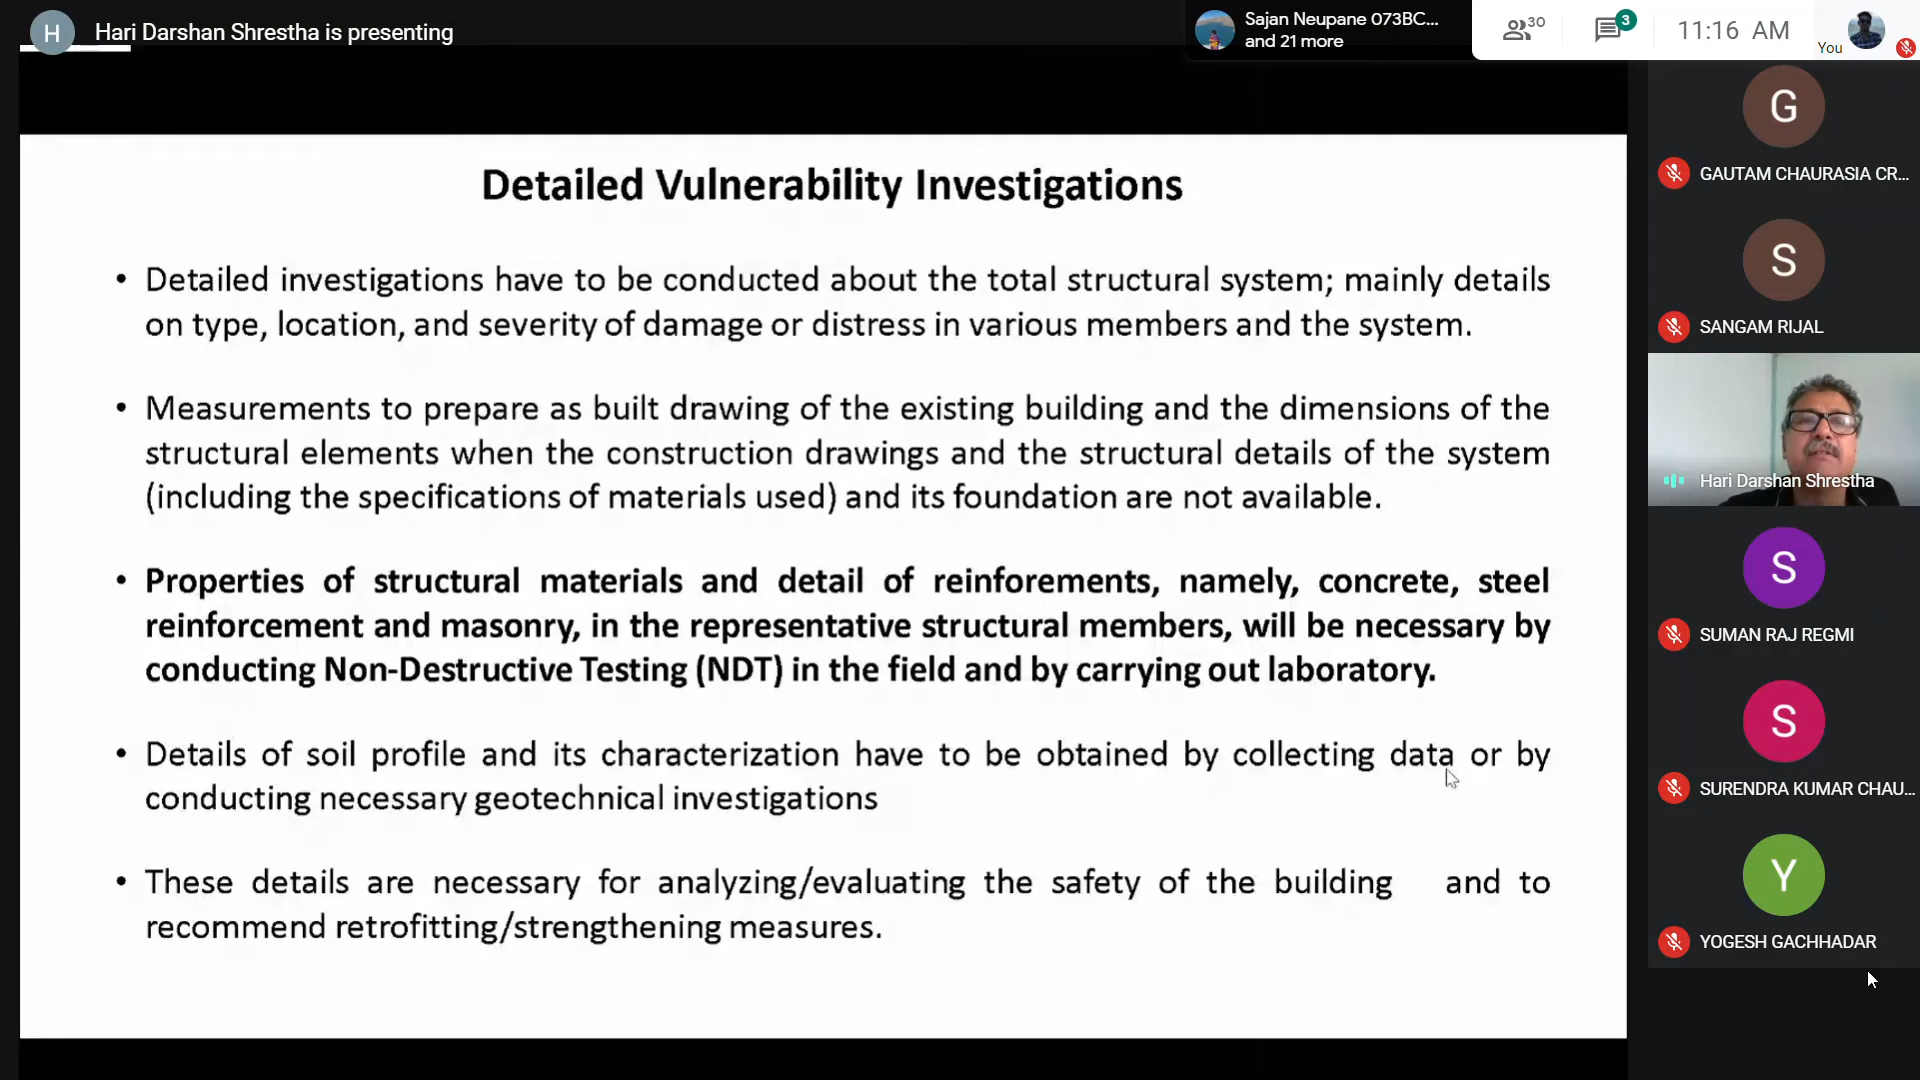 H
Hari Darshan Shrestha is presenting
Sajan Neupane 073BC...
and 21 more
30
3
11:16 AM
You
Detailed Vulnerability Investigations
• Detailed investigations have to be conducted about the total structural system; mainly details
on type, location, and severity of damage or distress in various members and the system.
• Measurements to prepare as built drawing of the existing building and the dimensions of the
structural elements when the construction drawings and the structural details of the system
(including the specifications of materials used) and its foundation are not available.
• Properties of structural materials and detail of reinforements, namely, concrete, steel
reinforcement and masonry, in the representative structural members, will be necessary by
conducting Non-Destructive Testing (NDT) in the field and by carrying out laboratory.
• Details of soil profile and its characterization have to be obtained by collecting data or by
conducting necessary geotechnical investigations
• These details are necessary for analyzing/evaluating the safety of the building and to
recommend retrofitting/strengthening measures.
G
GAUTAM CHAURASIA CR...
S
SANGAM RIJAL
Hari Darshan Shrestha
S
SUMAN RAJ REGMI
S
SURENDRA KUMAR CHAU...
Y
YOGESH GACHHADAR